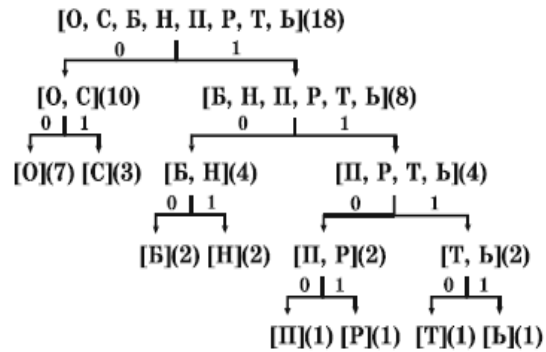 [О, С, Б, Н, П, Р, Т, Ь](18)
0 1
[О, С](10) [Б, Н, П, Р, Т, Ь](8)
0 1 0 1
[О](7) [С](3) [Б, Н](4) [П, Р, Т, Ь](4)
0 1 0 1
[Б](2) [Н](2) [П, Р](2) [Т, Ь](2)
0 1 0 1
[П](1) [Р](1) [Т](1) [Ь](1)